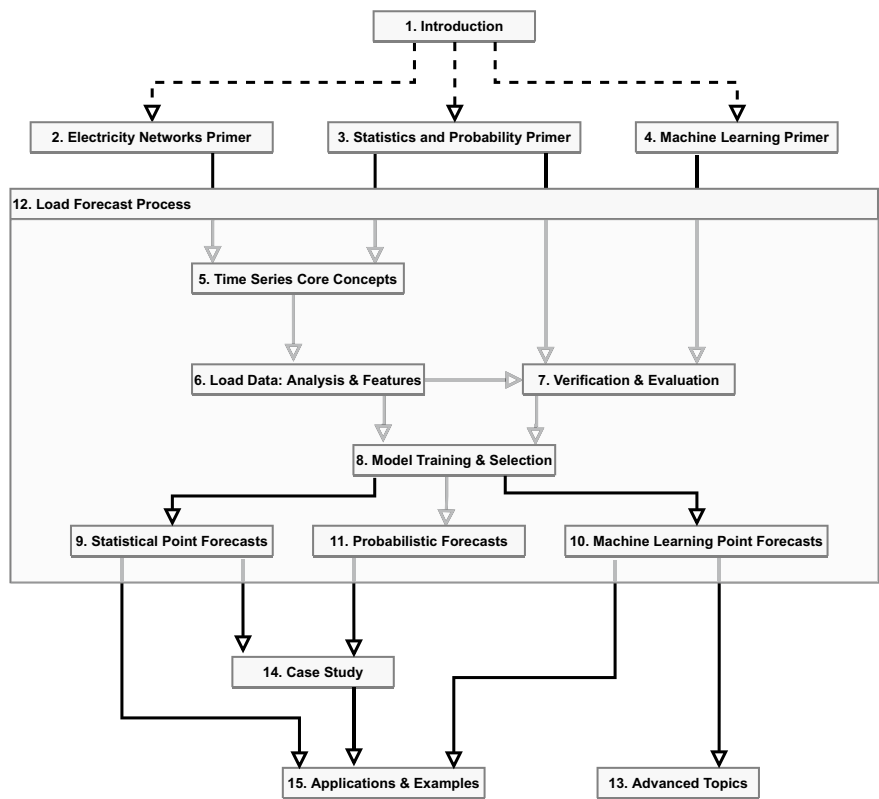 1. Introduction
2. Electricity Networks Primer
3. Statistics and Probability Primer
4. Machine Learning Primer
12. Load Forecast Process
5. Time Series Core Concepts
6. Load Data: Analysis & Features
7. Verification & Evaluation
8. Model Training & Selection
9. Statistical Point Forecasts
11. Probabilistic Forecasts
10. Machine Learning Point Forecasts
14. Case Study
15. Applications & Examples
13. Advanced Topics